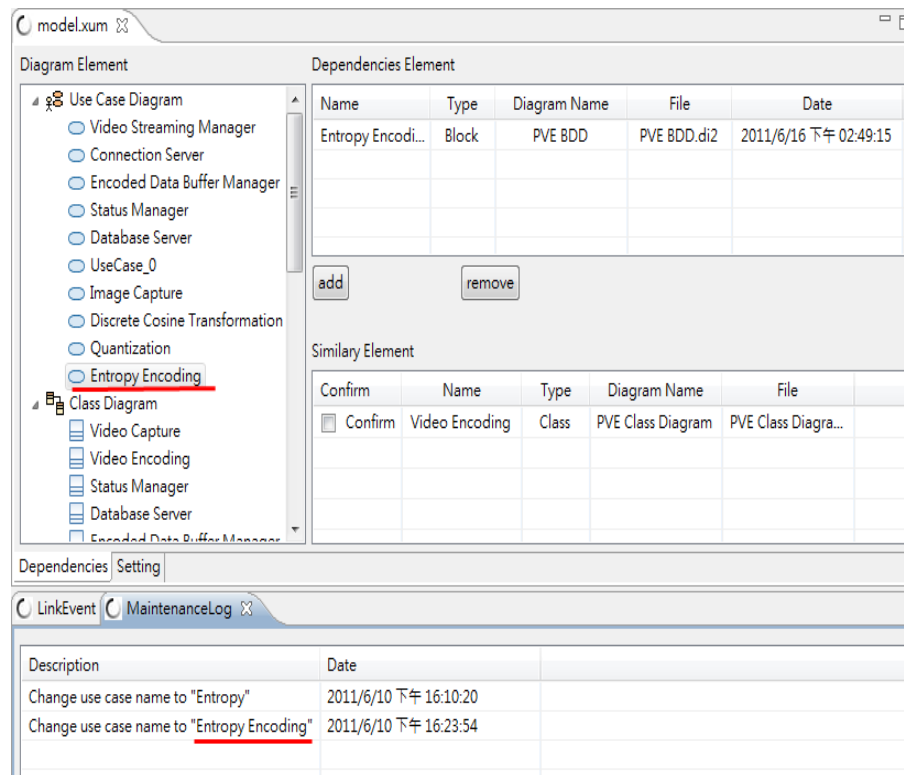 model.xum
Diagram Element
Use Case Diagram
Video Streaming Manager
Connection Server
Encoded Data Buffer Manager
Status Manager
Database Server
UseCase_0
Image Capture
Discrete Cosine Transformation
Quantization
Entropy Encoding
Class Diagram
Video Capture
Video Encoding
Status Manager
Database Server
Encoded Data Buffer Manager
Dependencies Element
Name Type Diagram Name File Date
Entropy Encodi... Block PVE BDD PVE BDD.di2 2011/6/16 下午 02:49:15
add remove
Similary Element
Confirm Name Type Diagram Name File
Confirm Video Encoding Class PVE Class Diagram PVE Class Diagra...
Dependencies Setting
LinkEvent MaintenanceLog
Description Date
Change use case name to "Entropy" 2011/6/10 下午 16:10:20
Change use case name to "Entropy Encoding" 2011/6/10 下午 16:23:54